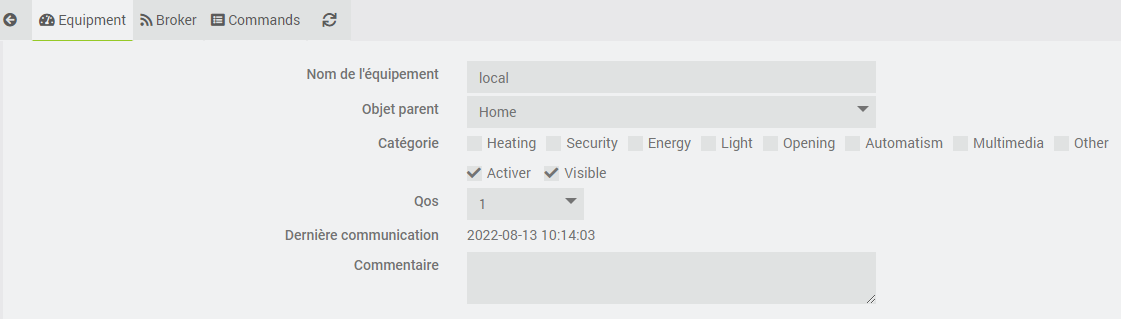 Equipment Broker Commands
Nom de l'équipement local
Objet parent Home
Catégorie Heating Security Energy Light Opening Automatism Multimedia Other
Activer Visible
Qos 1
Dernière communication 2022-08-13 10:14:03
Commentaire